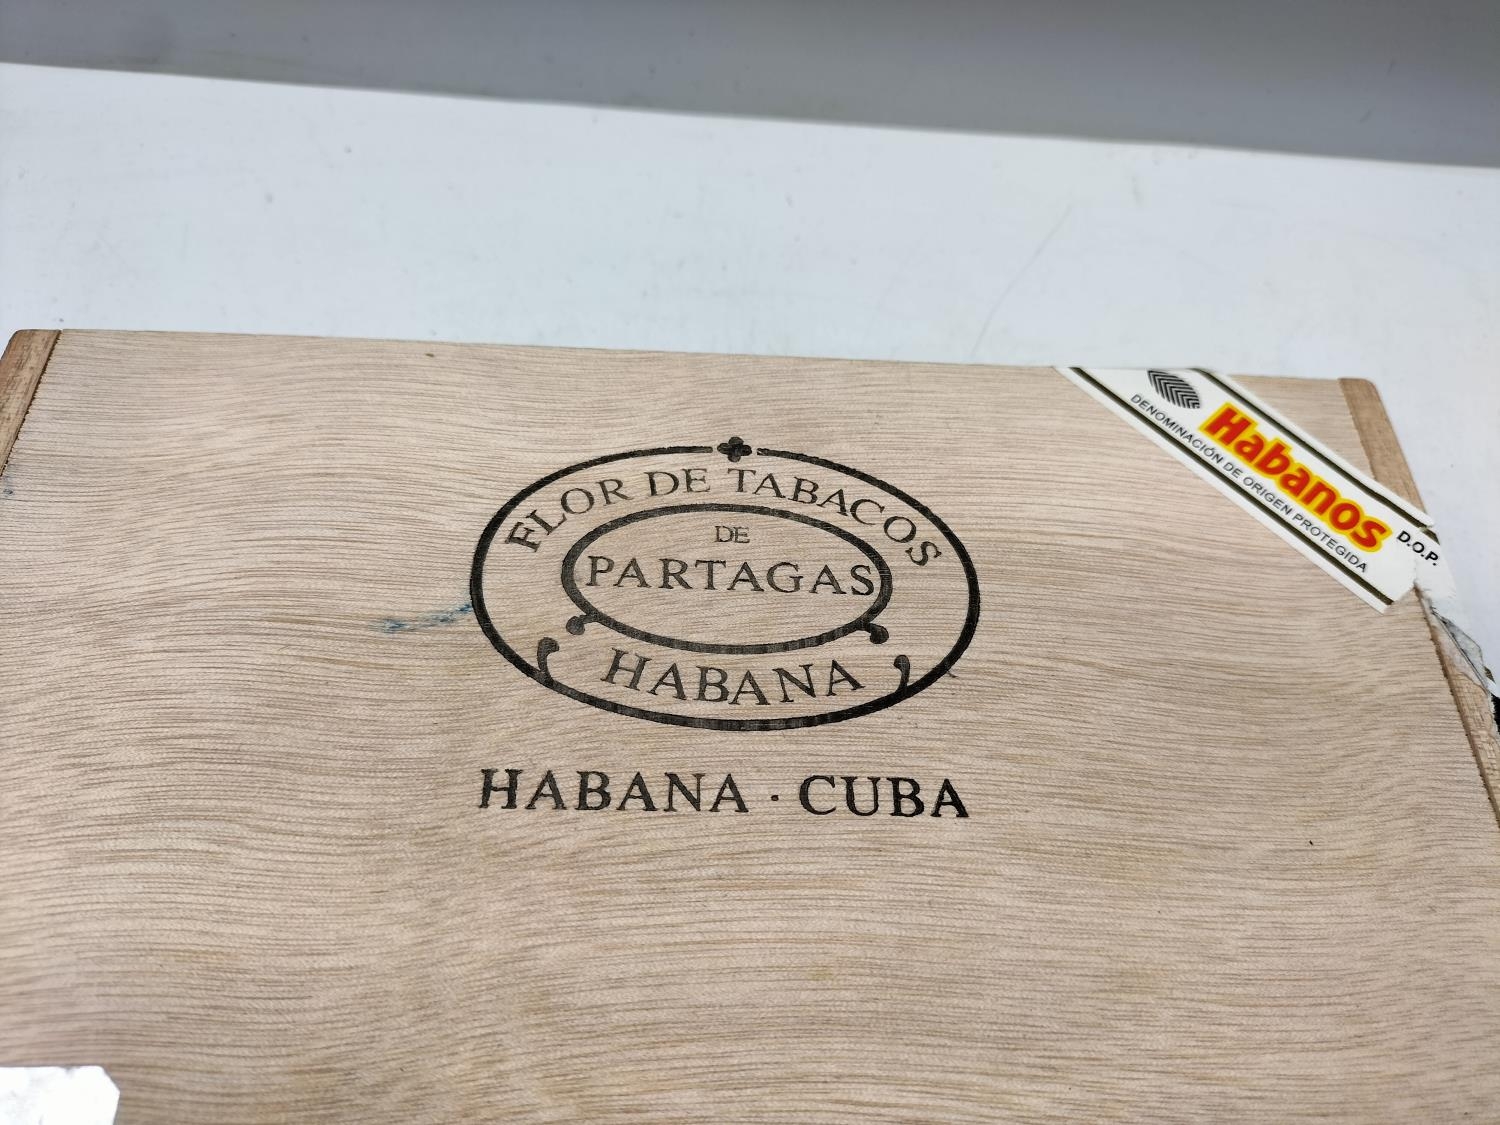 FLOR DE TABACOS
DE
PARTAGAS
HABANA
HABANA · CUBA
Habanos D.O.P.
DENOMINACIÓN DE ORIGEN PROTEGIDA